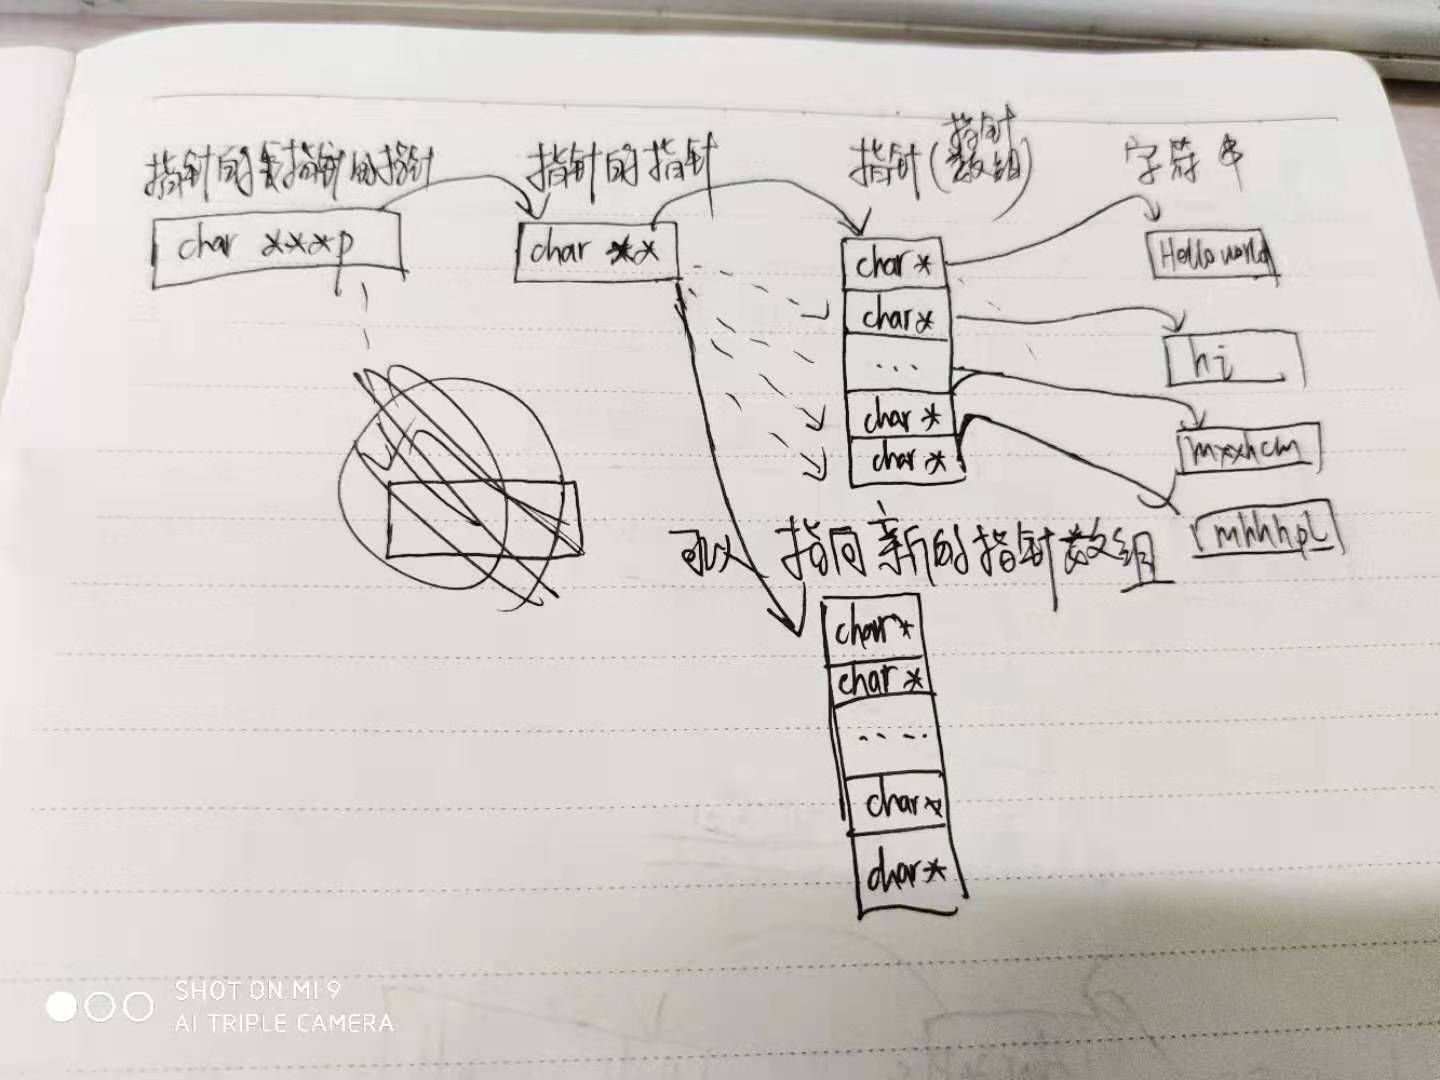 指针的指针的指针
指针的指针
指针(指针数组)
字符串
char ***p
char **
char *
char *
...
char *
char *
Hello world
hi
mxxhcm
mhhhpl
可以 指向新的指针数组
char *
char *
....
char *
char *
SHOT ON MI 9
AI TRIPLE CAMERA